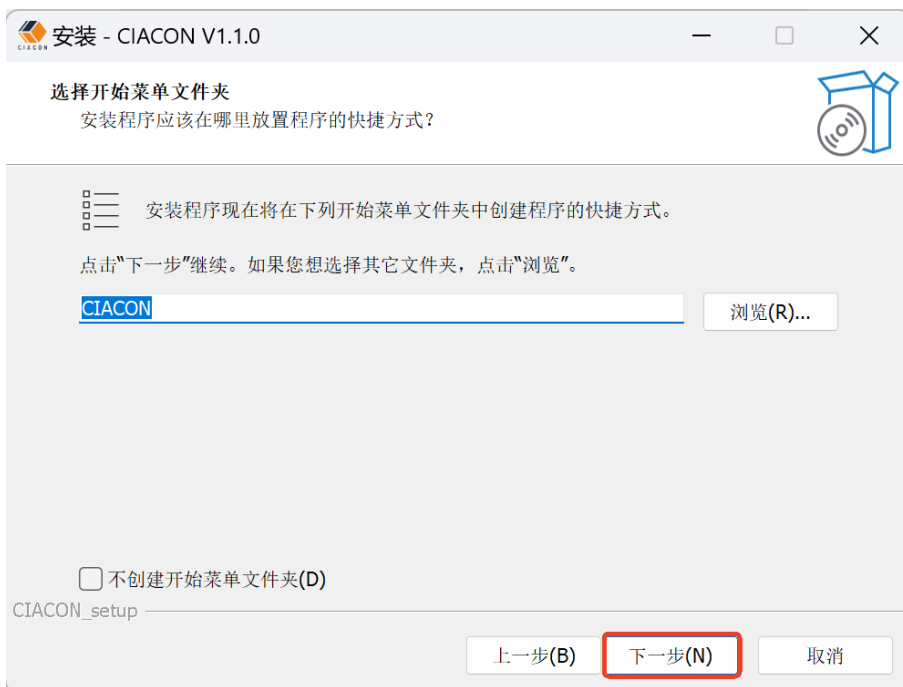 CIACON
安装 - CIACON V1.1.0
选择开始菜单文件夹
安装程序应该在哪里放置程序的快捷方式？
安装程序现在将在下列开始菜单文件夹中创建程序的快捷方式。
点击“下一步”继续。如果您想选择其它文件夹，点击“浏览”。
CIACON
浏览(R)...
不创建开始菜单文件夹(D)
CIACON_setup
上一步(B)
下一步(N)
取消